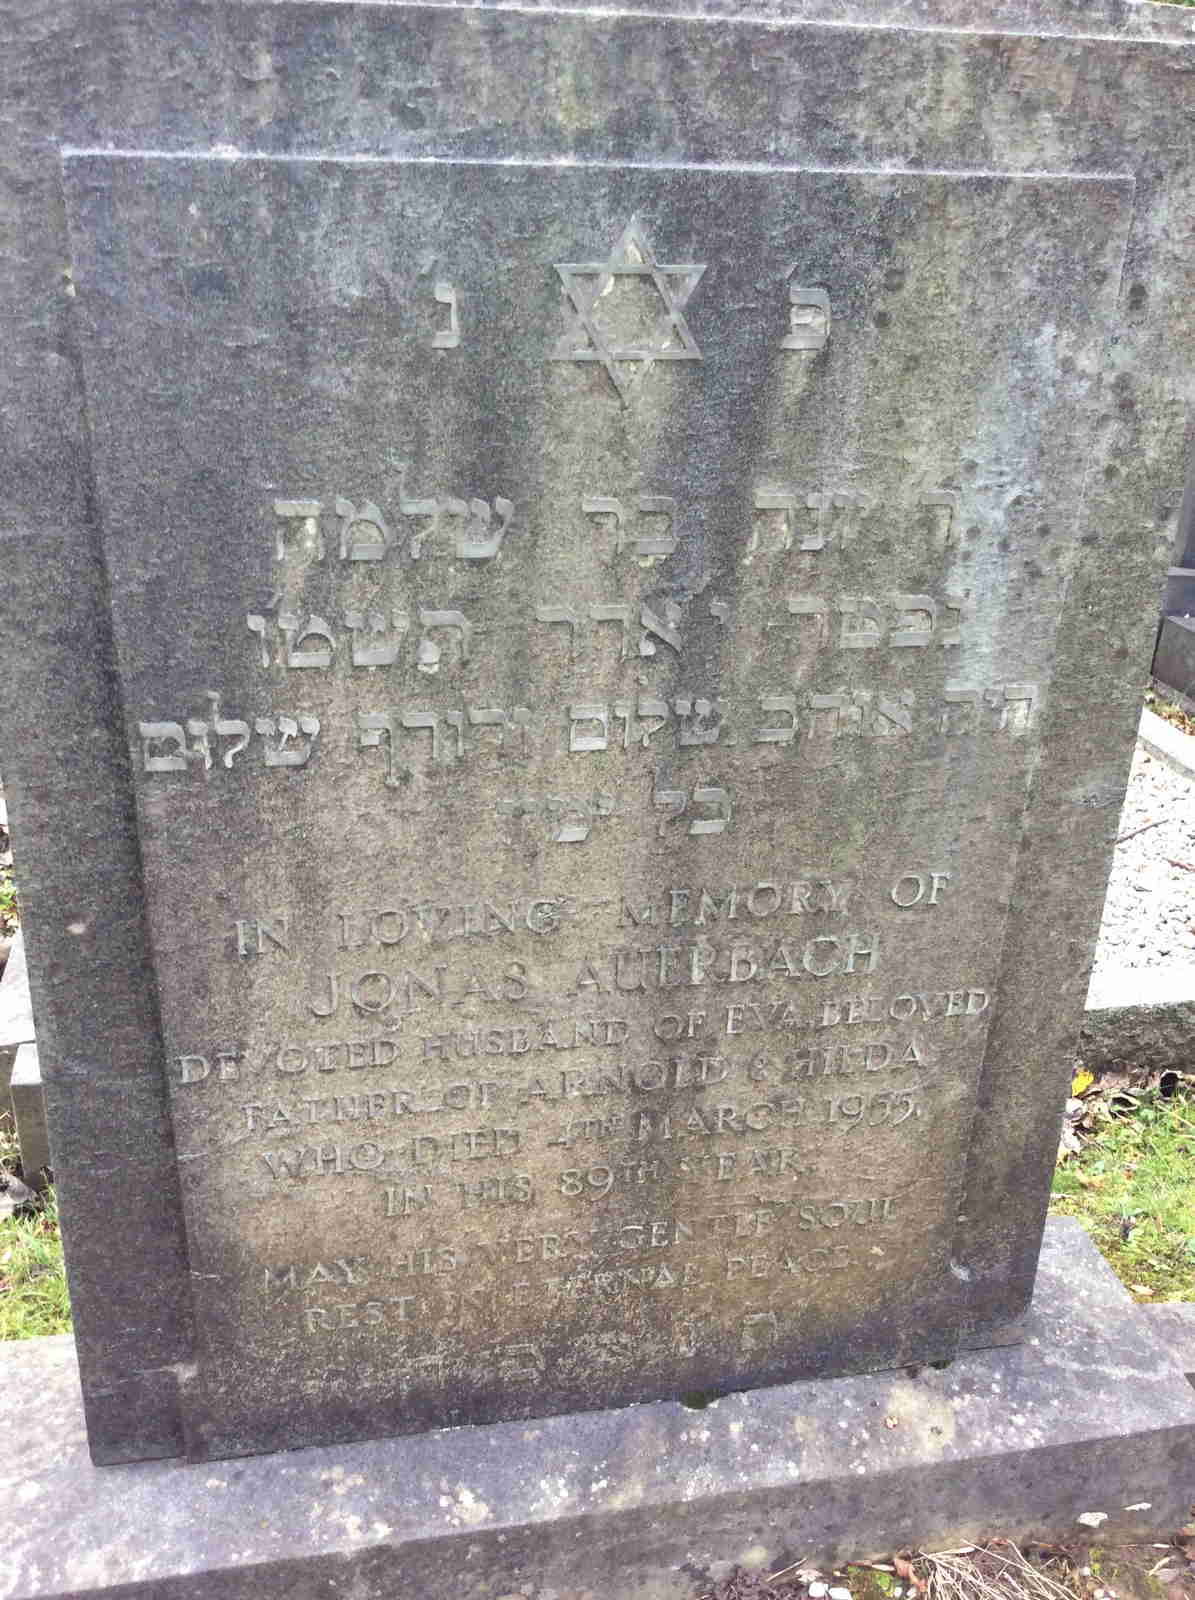 פ' נ'
ר יונה בר שלמה
נפטר י' אדר תשט'ו
היה אוהב שלום ורודף שלום
כל ימיו
IN LOVING MEMORY OF
JONAS AUERBACH
DEVOTED HUSBAND OF EVA, BELOVED
FATHER OF ARNOLD & HILDA
WHO DIED 4TH MARCH 1955,
IN HIS 89TH YEAR.
MAY HIS VERY GENTLE SOUL
REST IN ETERNAL PEACE.
ת נ צ ב ה